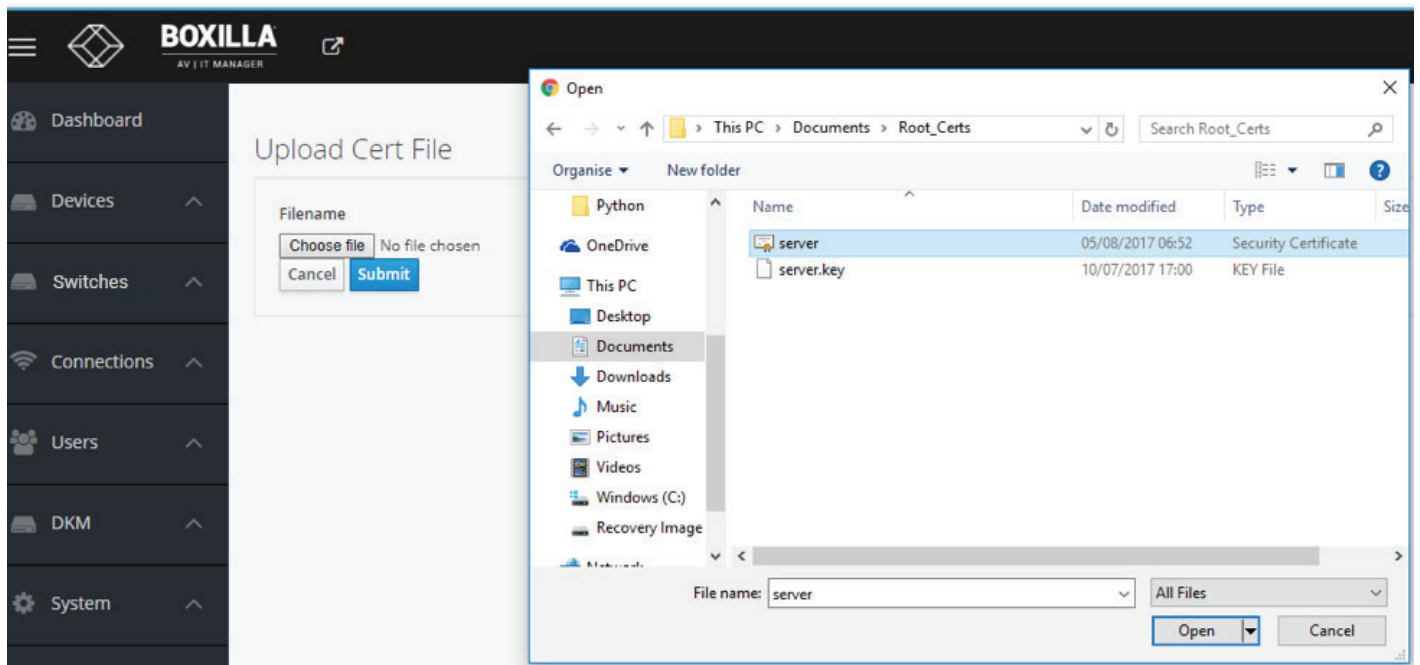 BOXILLA
AV | IT MANAGER
Dashboard
Devices
Switches
Connections
Users
DKM
System
Upload Cert File
Filename
Choose file No file chosen
Cancel Submit
Open
This PC > Documents > Root_Certs
Search Root_Certs
Organise New folder
Python
OneDrive
This PC
Desktop
Documents
Downloads
Music
Pictures
Videos
Windows (C:)
Recovery Image
Network
Name Date modified Type Size
server 05/08/2017 06:52 Security Certificate
server.key 10/07/2017 17:00 KEY File
File name: server All Files
Open Cancel